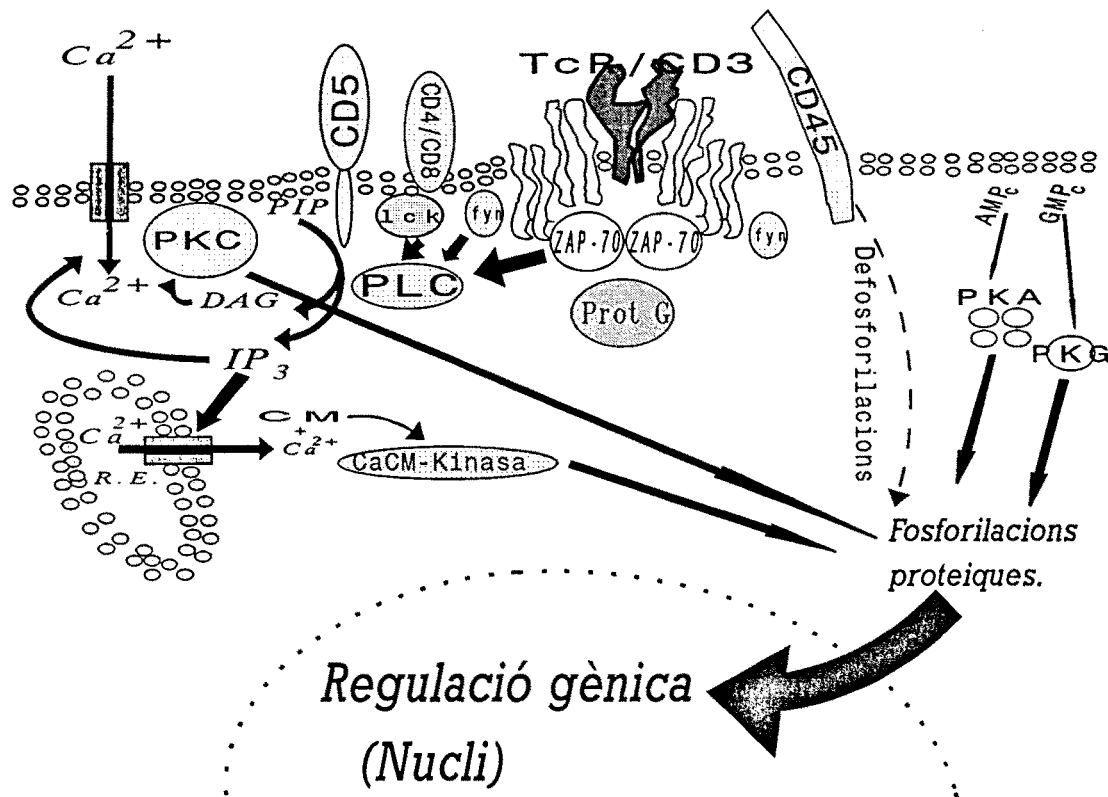 Ca2+
CD5
CD4/CD8
TcR/CD3
CD45
PIP
lck
fyn
ZAP-70
ZAP-70
fyn
AMPc
GMPc
PKC
PLC
Prot G
Ca2+
DAG
IP3
PKA
PKG
Defosforilacions
Ca2+
R.E.
CM
+
Ca2+
CaCM-Kinasa
Fosforilacions
proteiques.
Regulació gènica
(Nucli)